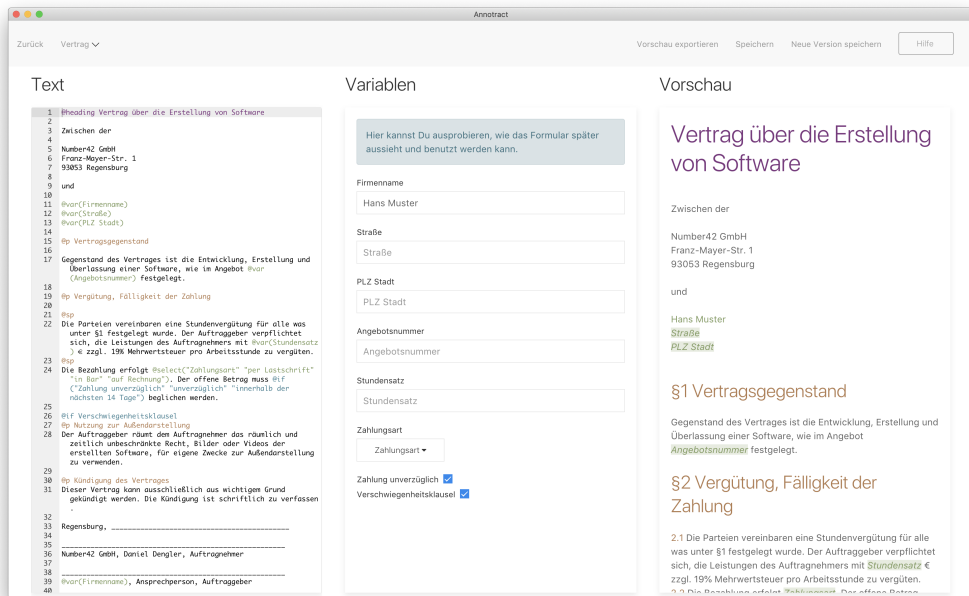 Annotract
Zurück Vertrag Vorschau exportieren Speichern Neue Version speichern Hilfe
Text
1 @heading Vertrag über die Erstellung von Software
2
3 Zwischen der
4
5 Number42 GmbH
6 Franz-Mayer-Str. 1
7 93053 Regensburg
8
9 und
10
11 @var(Firmenname)
12 @var(Straße)
13 @var(PLZ Stadt)
14
15 @p Vertragsgegenstand
16
17 Gegenstand des Vertrages ist die Entwicklung, Erstellung und
Überlassung einer Software, wie im Angebot @var
(Angebotsnummer) festgelegt.
18
19 @p Vergütung, Fälligkeit der Zahlung
20
21 @sp
22 Die Parteien vereinbaren eine Stundenvergütung für alle was
unter §1 festgelegt wurde. Der Auftraggeber verpflichtet
sich, die Leistungen des Auftragnehmers mit @var(Stundensatz
) € zzgl. 19% Mehrwertsteuer pro Arbeitsstunde zu vergüten.
23 @sp
24 Die Bezahlung erfolgt @select("Zahlungsart" "per Lastschrift"
"in Bar" "auf Rechnung"). Der offene Betrag muss @if
("Zahlung unverzüglich" "unverzüglich" "innerhalb der
nächsten 14 Tage") beglichen werden.
25
26 @if Verschwiegenheitsklausel
27 @p Nutzung zur Außendarstellung
28 Der Auftraggeber räumt dem Auftragnehmer das räumlich und
zeitlich unbeschränkte Recht, Bilder oder Videos der
erstellten Software, für eigene Zwecke zur Außendarstellung
zu verwenden.
29
30 @p Kündigung des Vertrages
31 Dieser Vertrag kann ausschließlich aus wichtigem Grund
gekündigt werden. Die Kündigung ist schriftlich zu verfassen
.
32
33 Regensburg, ___________________________________________
34
35 ______________________________________________________
36 Number42 GmbH, Daniel Dengler, Auftragnehmer
37
38 ______________________________________________________
39 @var(Firmenname), Ansprechperson, Auftraggeber
40
Variablen
Hier kannst Du ausprobieren, wie das Formular später
aussieht und benutzt werden kann.
Firmenname
Hans Muster
Straße
Straße
PLZ Stadt
PLZ Stadt
Angebotsnummer
Angebotsnummer
Stundensatz
Stundensatz
Zahlungsart
Zahlungsart
Zahlung unverzüglich
Verschwiegenheitsklausel
Vorschau
Vertrag über die Erstellung
von Software
Zwischen der
Number42 GmbH
Franz-Mayer-Str. 1
93053 Regensburg
und
Hans Muster
Straße
PLZ Stadt
§1 Vertragsgegenstand
Gegenstand des Vertrages ist die Entwicklung, Erstellung und
Überlassung einer Software, wie im Angebot
Angebotsnummer festgelegt.
§2 Vergütung, Fälligkeit der
Zahlung
2.1 Die Parteien vereinbaren eine Stundenvergütung für alle
was unter §1 festgelegt wurde. Der Auftraggeber verpflichtet
sich, die Leistungen des Auftragnehmers mit Stundensatz €
zzgl. 19% Mehrwertsteuer pro Arbeitsstunde zu vergüten.
2.2 Die Bezahlung erfolgt Zahlungsart. Der offene Betrag